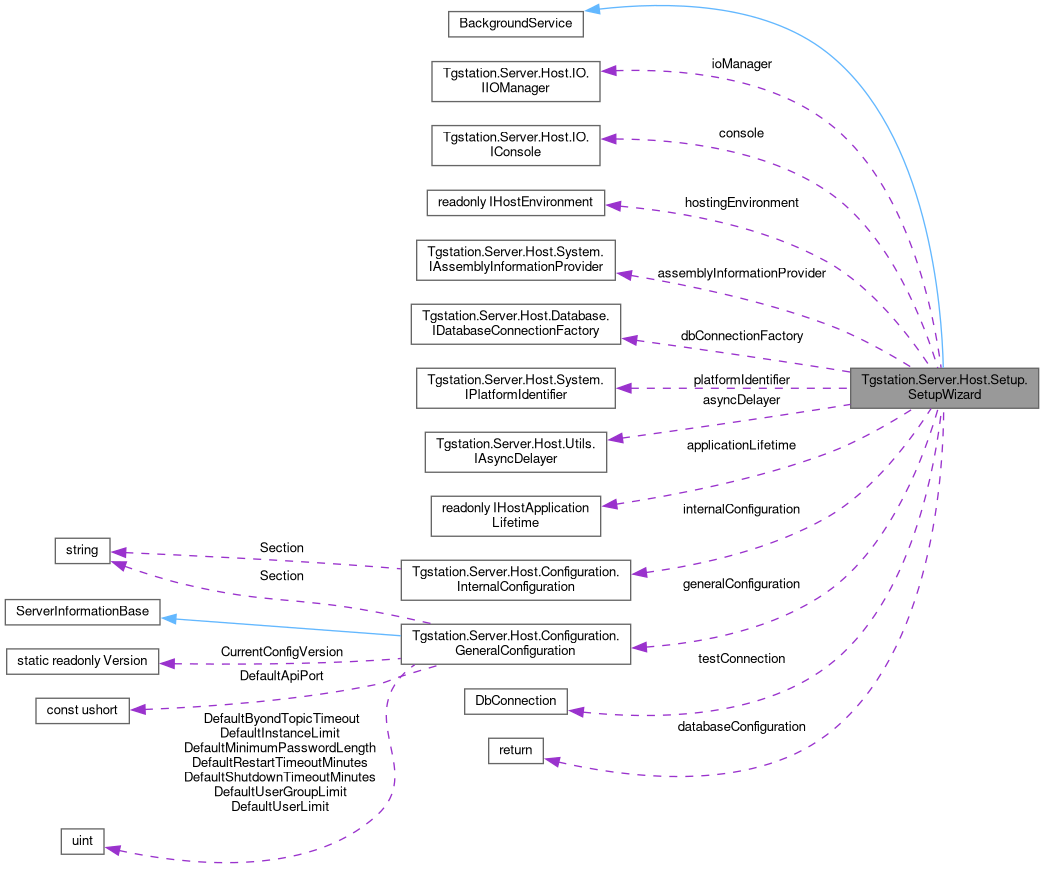 BackgroundService
ioManager
Tgstation.Server.Host.IO.
IIOManager
console
Tgstation.Server.Host.IO.
IConsole
readonly IHostEnvironment
hostingEnvironment
Tgstation.Server.Host.System.
IAssemblyInformationProvider
assemblyInformationProvider
Tgstation.Server.Host.Database.
IDatabaseConnectionFactory
dbConnectionFactory
Tgstation.Server.Host.System.
IPlatformIdentifier
platformIdentifier
Tgstation.Server.Host.Setup.
SetupWizard
asyncDelayer
Tgstation.Server.Host.Utils.
IAsyncDelayer
applicationLifetime
readonly IHostApplication
Lifetime
internalConfiguration
string
Section
Section
Tgstation.Server.Host.Configuration.
InternalConfiguration
generalConfiguration
ServerInformationBase
Tgstation.Server.Host.Configuration.
GeneralConfiguration
static readonly Version
CurrentConfigVersion
DefaultApiPort
testConnection
const ushort
DbConnection
databaseConfiguration
return
DefaultByondTopicTimeout
DefaultInstanceLimit
DefaultMinimumPasswordLength
DefaultRestartTimeoutMinutes
DefaultShutdownTimeoutMinutes
DefaultUserGroupLimit
DefaultUserLimit
uint